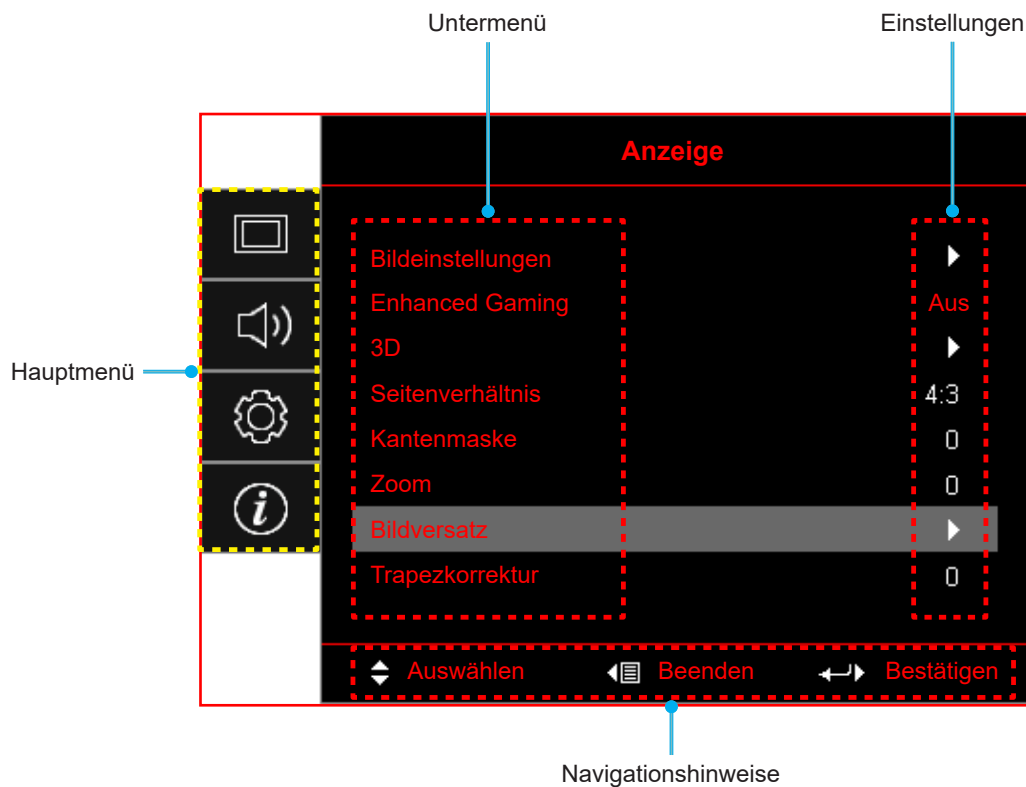 Untermenü
Einstellungen
Anzeige
Bildeinstellungen
Enhanced Gaming Aus
3D
Hauptmenü
Seitenverhältnis 4:3
Kantenmaske 0
Zoom 0
Bildversatz
Trapezkorrektur 0
Auswählen Beenden Bestätigen
Navigationshinweise